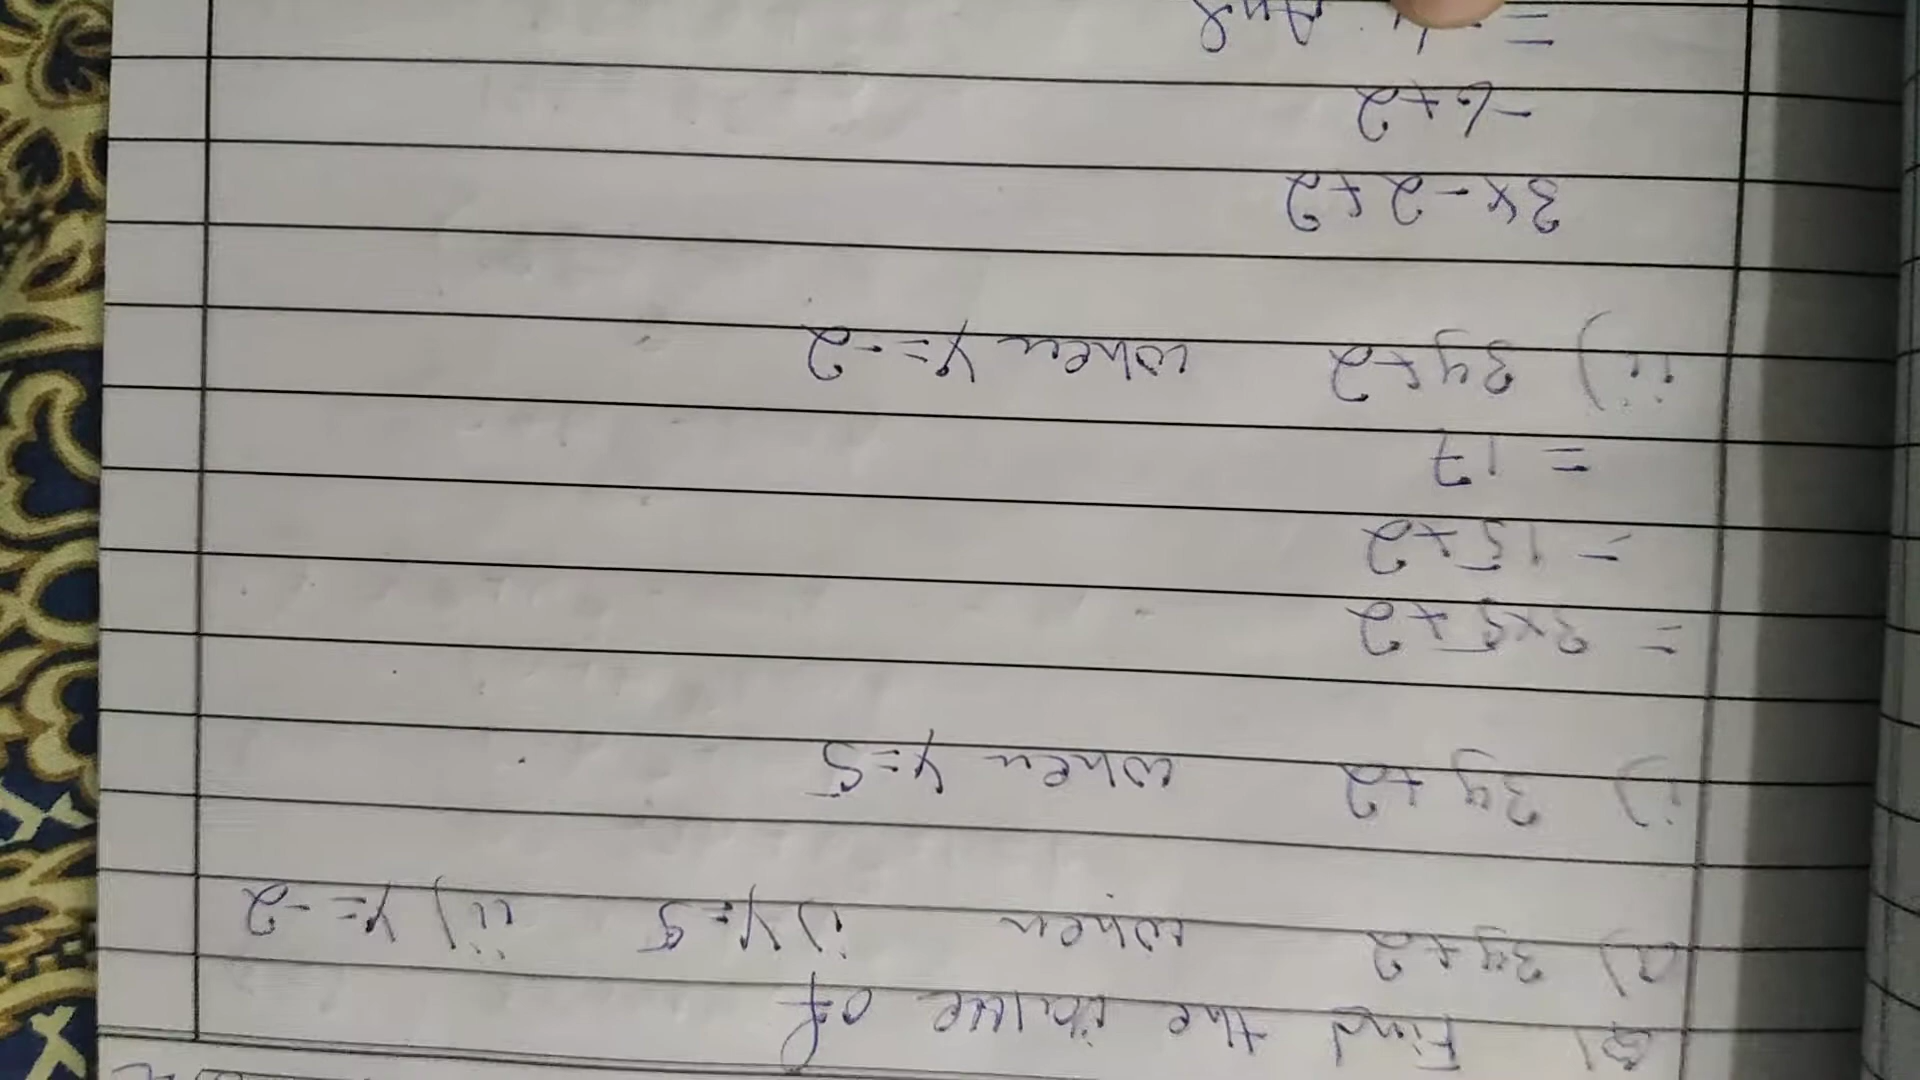 Q1 Find the value of
a) 3y+2 when i) y=5 ii) y=-2
i) 3y+2 when y=5
= 3×5+2
= 15+2
= 17
ii) 3y+2 when y=-2
3×-2+2
-6+2
= Ans